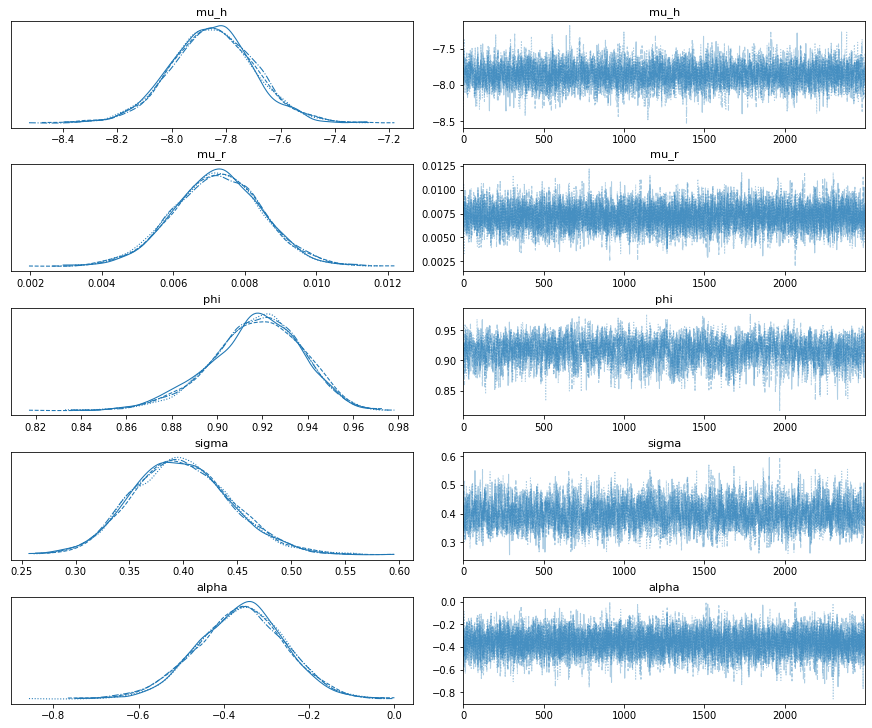 mu_h mu_h
−8.4 −8.2 −8.0 −7.8 −7.6 −7.4 −7.2
−7.5
−8.0
−8.5
0 500 1000 1500 2000
mu_r mu_r
0.002 0.004 0.006 0.008 0.010 0.012
0.0125
0.0100
0.0075
0.0050
0.0025
0 500 1000 1500 2000
phi phi
0.82 0.84 0.86 0.88 0.90 0.92 0.94 0.96 0.98
0.95
0.90
0.85
0 500 1000 1500 2000
sigma sigma
0.25 0.30 0.35 0.40 0.45 0.50 0.55 0.60
0.6
0.5
0.4
0.3
0 500 1000 1500 2000
alpha alpha
−0.8 −0.6 −0.4 −0.2 0.0
0.0
−0.2
−0.4
−0.6
−0.8
0 500 1000 1500 2000